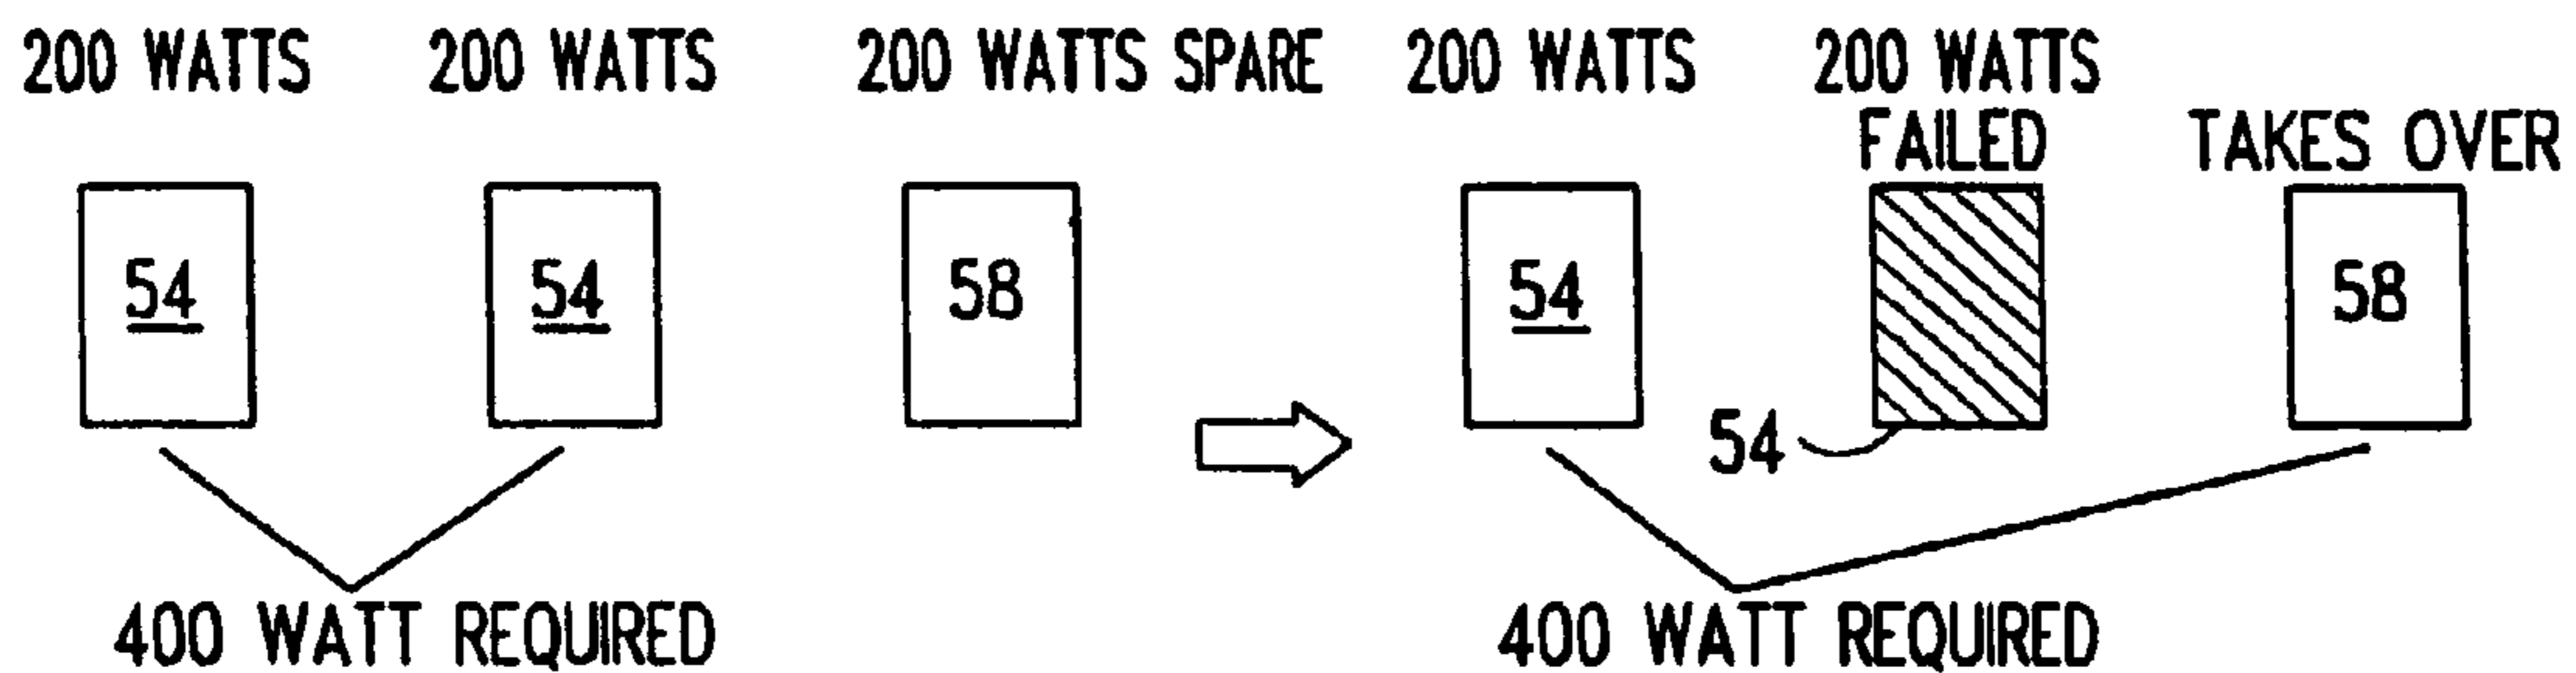 200 WATTS 200 WATTS 200 WATTS SPARE 200 WATTS 200 WATTS
FAILED TAKES OVER
54 54 58 54 58
54
400 WATT REQUIRED 400 WATT REQUIRED